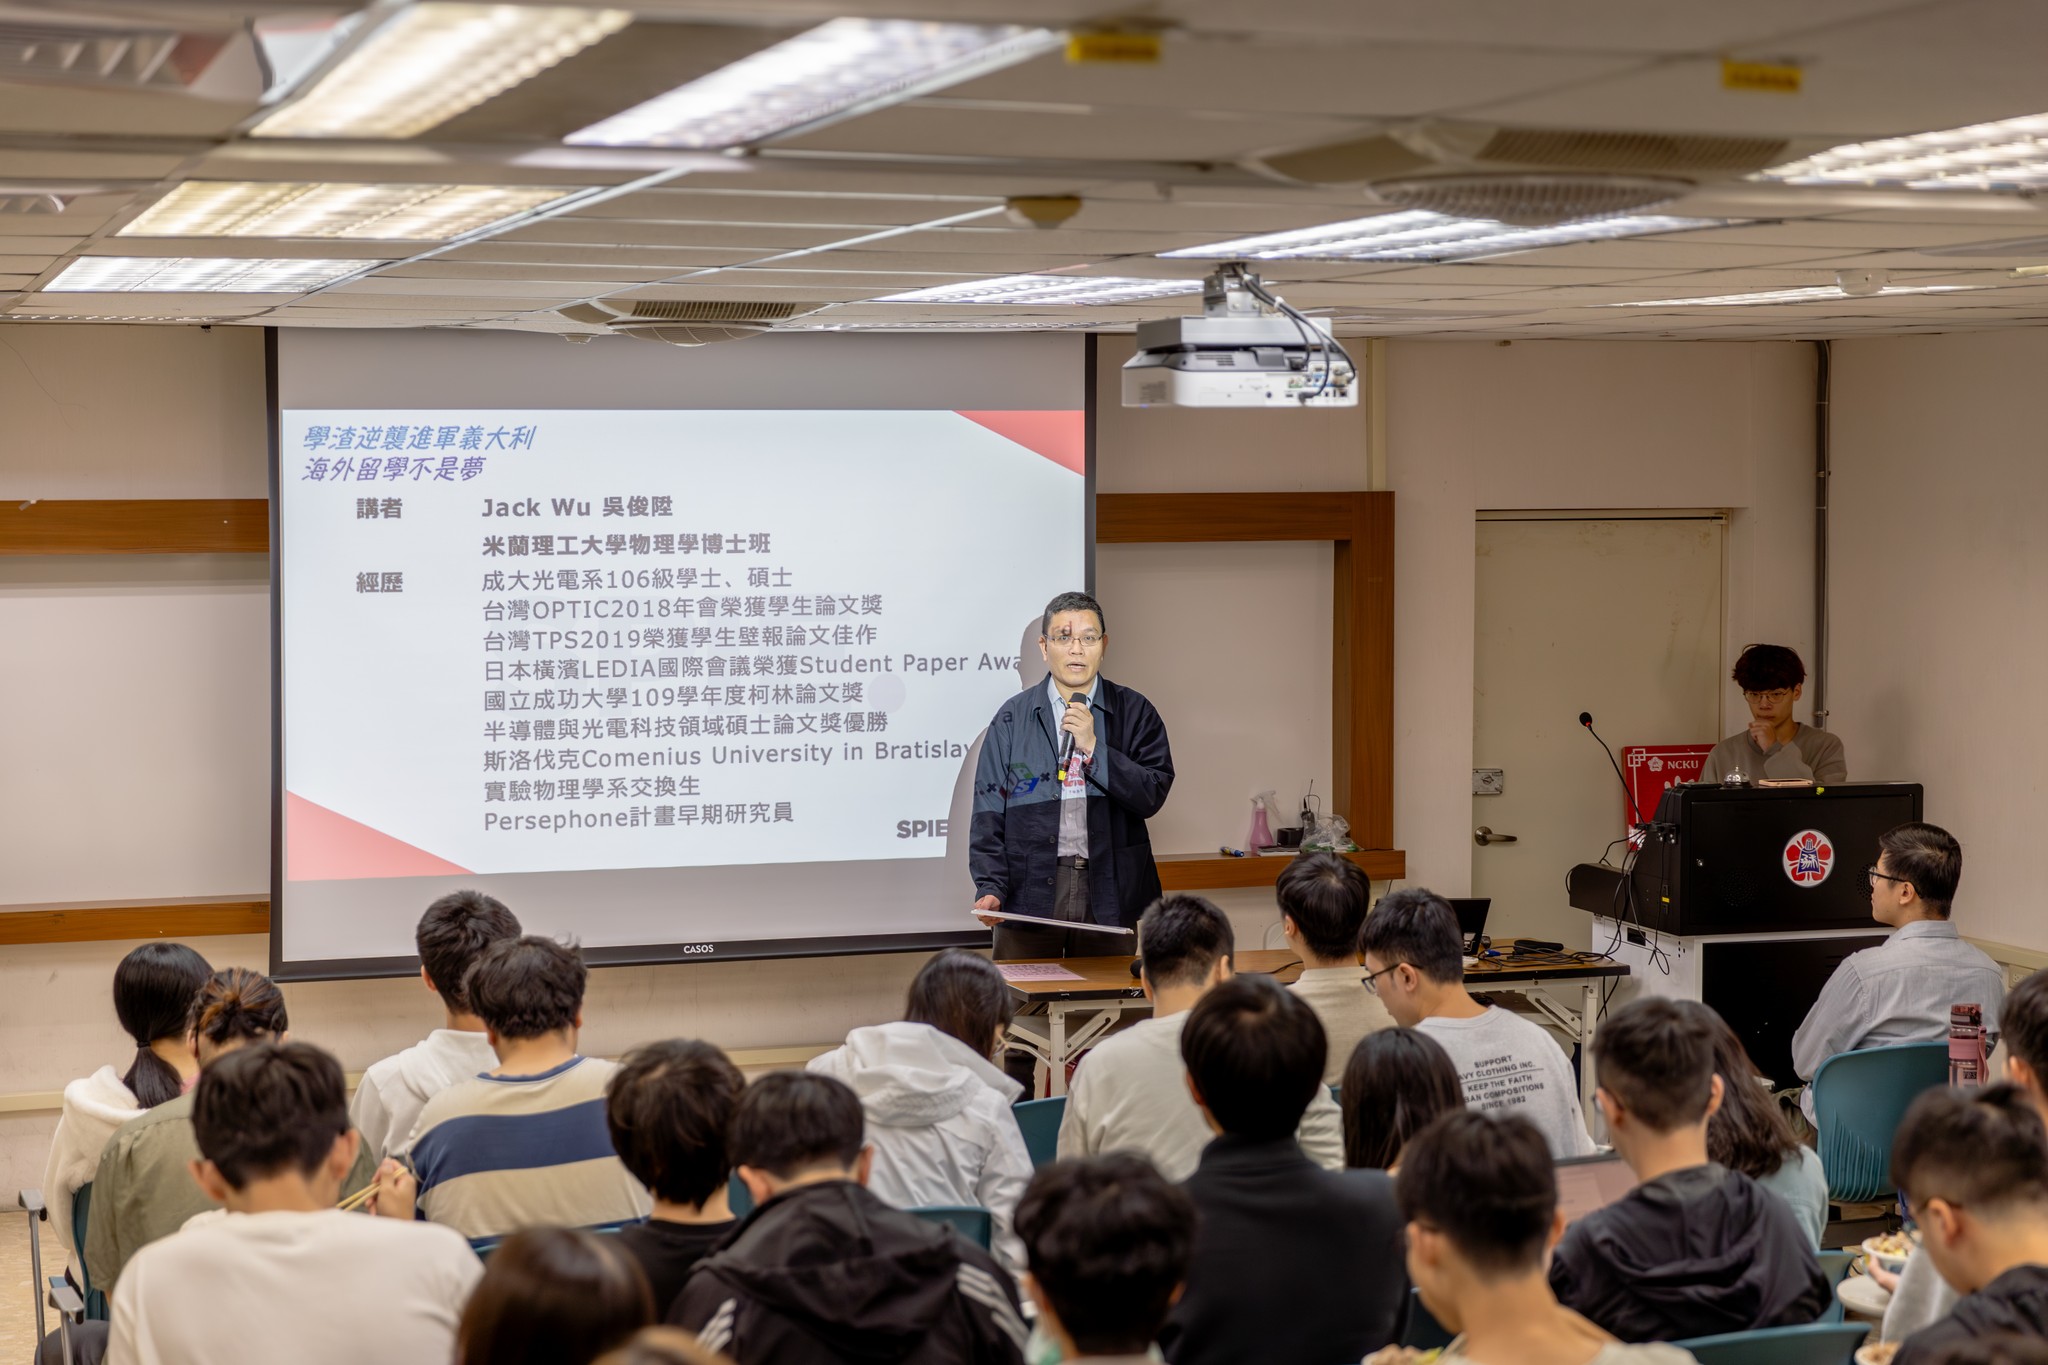 學渣逆襲進軍義大利
海外留學不是夢
講者 Jack Wu 吳俊陞
米蘭理工大學物理學博士班
經歷 成大光電系106級學士、碩士
台灣OPTIC2018年會榮獲學生論文獎
台灣TPS2019榮獲學生壁報論文佳作
日本橫濱LEDIA國際會議榮獲Student Paper Awa
國立成功大學109學年度柯林論文獎
半導體與光電科技領域碩士論文獎優勝
斯洛伐克Comenius University in Bratislav
實驗物理學系交換生
Persephone計畫早期研究員
SPIE
CASOS
NCKU
SUPPORT
AVY CLOTHING INC.
KEEP THE FAITH
BAN COMPOSITIONS
SINCE 1982